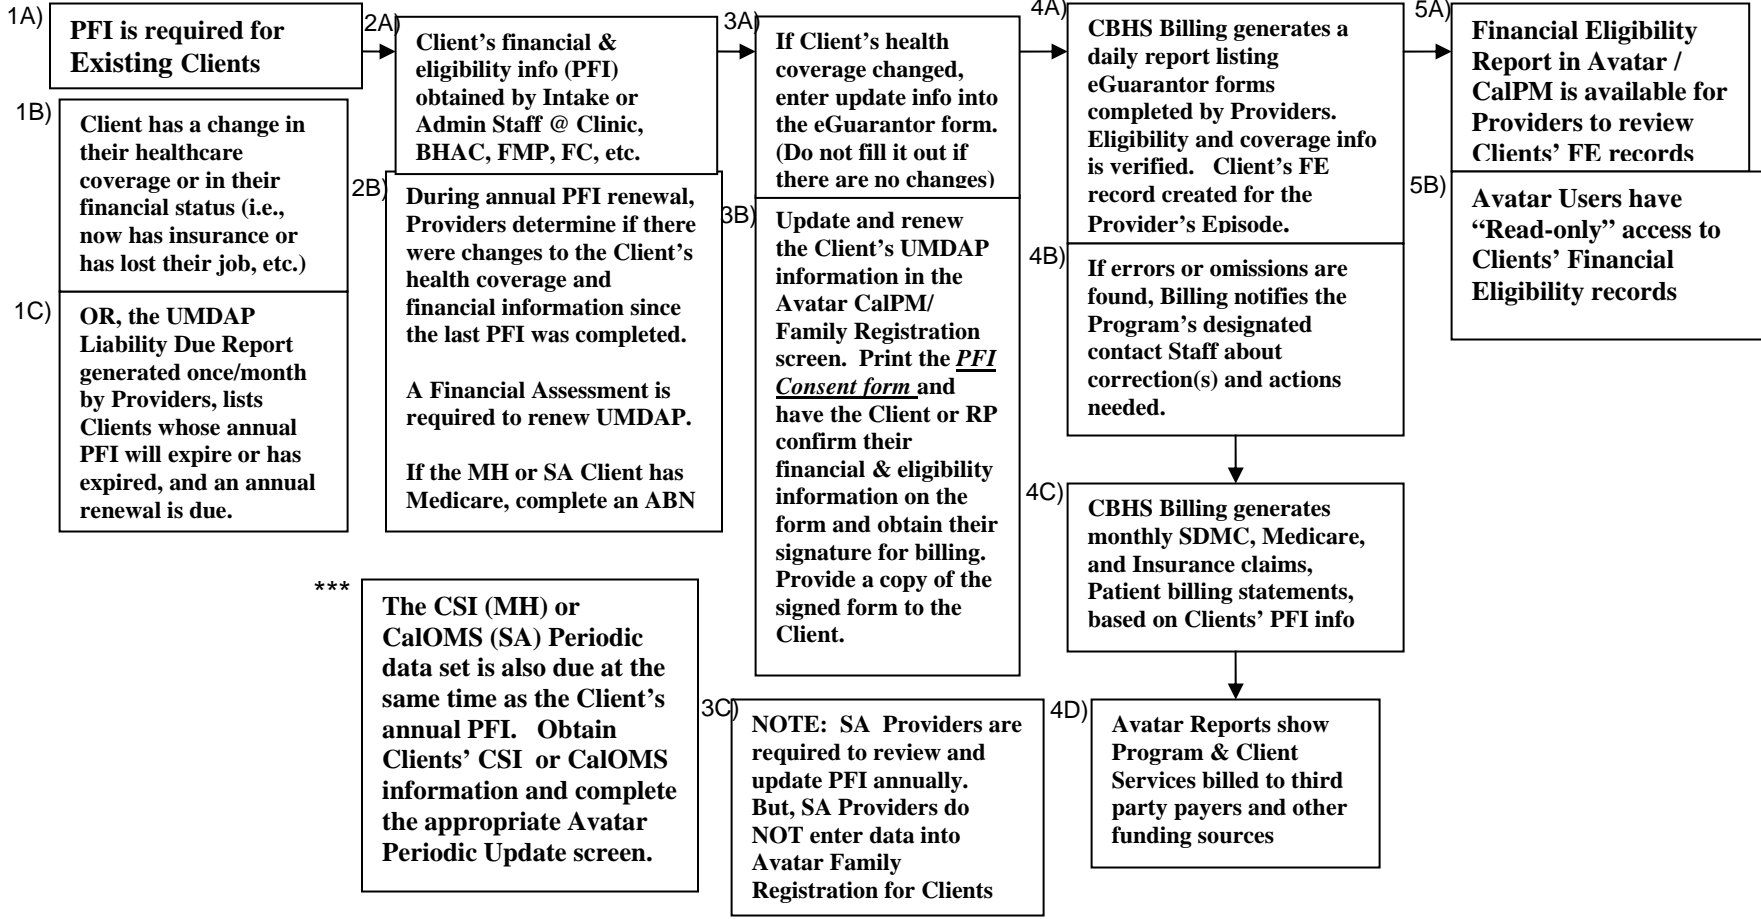 1A)
PFI is required for
Existing Clients
1B)
Client has a change in
their healthcare
coverage or in their
financial status (i.e.,
now has insurance or
has lost their job, etc.)
1C)
OR, the UMDAP
Liability Due Report
generated once/month
by Providers, lists
Clients whose annual
PFI will expire or has
expired, and an annual
renewal is due.
2A)
Client’s financial &
eligibility info (PFI)
obtained by Intake or
Admin Staff @ Clinic,
BHAC, FMP, FC, etc.
2B)
During annual PFI renewal,
Providers determine if there
were changes to the Client’s
health coverage and
financial information since
the last PFI was completed.
A Financial Assessment is
required to renew UMDAP.
If the MH or SA Client has
Medicare, complete an ABN
***
The CSI (MH) or
CalOMS (SA) Periodic
data set is also due at the
same time as the Client’s
annual PFI.   Obtain
Clients’ CSI  or CalOMS
information and complete
the appropriate Avatar
Periodic Update screen.
3A)
If Client’s health
coverage changed,
enter update info into
the eGuarantor form.
(Do not fill it out if
there are no changes)
3B)
Update and renew
the Client’s UMDAP
information in the
Avatar CalPM/
Family Registration
screen.  Print the PFI
Consent form and
have the Client or RP
confirm their
financial & eligibility
information on the
form and obtain their
signature for billing.
Provide a copy of the
signed form to the
Client.
3C)
NOTE:  SA  Providers are
required to review and
update PFI annually.
But, SA Providers do
NOT enter data into
Avatar Family
Registration for Clients
4A)
CBHS Billing generates a
daily report listing
eGuarantor forms
completed by Providers.
Eligibility and coverage info
is verified.   Client’s FE
record created for the
Provider’s Episode.
4B)
If errors or omissions are
found, Billing notifies the
Program’s designated
contact Staff about
correction(s) and actions
needed.
4C)
CBHS Billing generates
monthly SDMC, Medicare,
and Insurance claims,
Patient billing statements,
based on Clients’ PFI info
4D)
Avatar Reports show
Program & Client
Services billed to third
party payers and other
funding sources
5A)
Financial Eligibility
Report in Avatar /
CalPM is available for
Providers to review
Clients’ FE records
5B)
Avatar Users have
“Read-only” access to
Clients’ Financial
Eligibility records